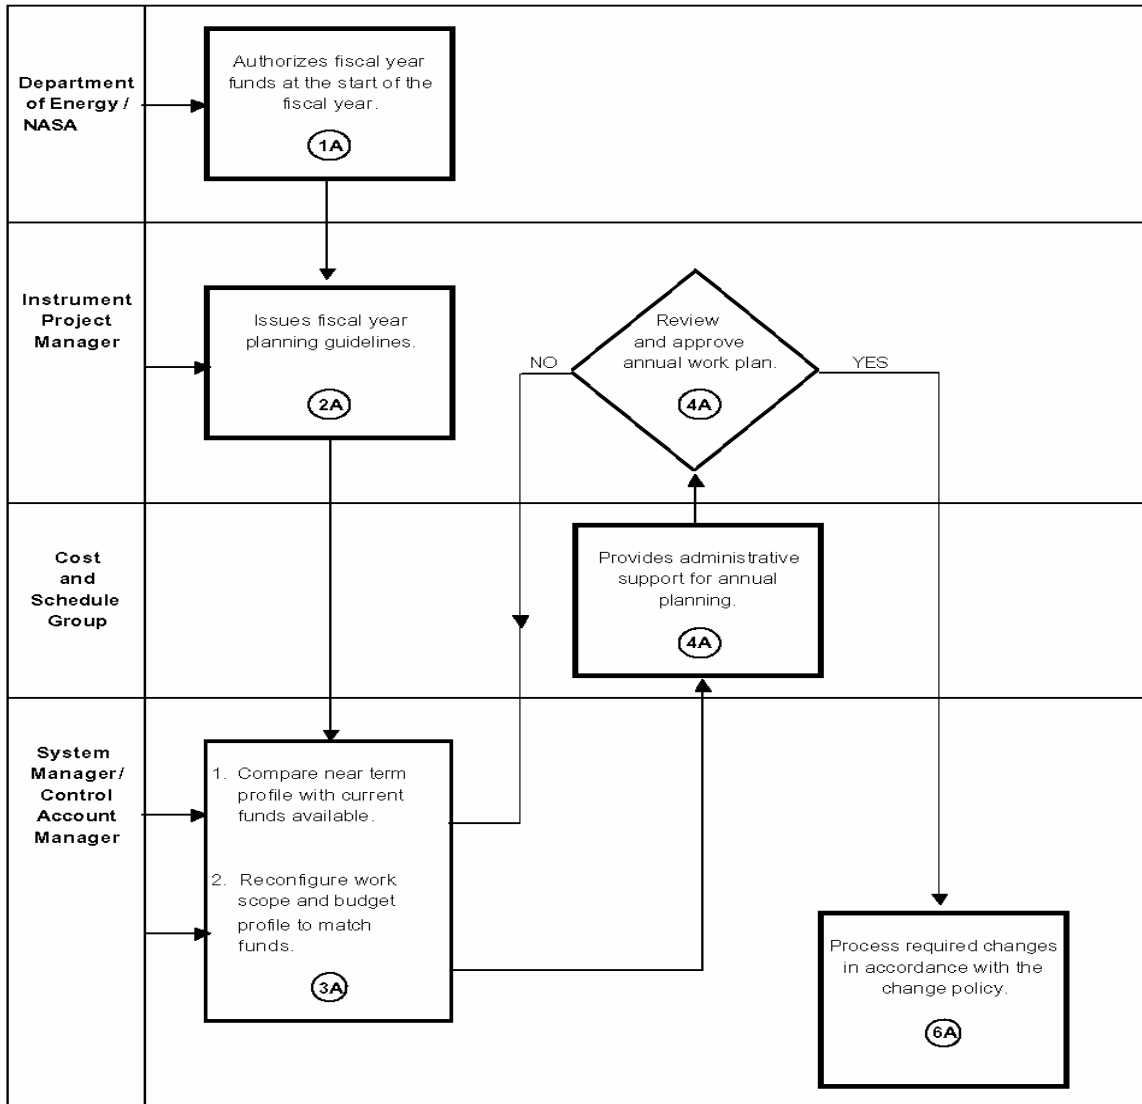 Department
of Energy /
NASA
Authorizes fiscal year
funds at the start of the
fiscal year.
1A
Instrument
Project
Manager
Issues fiscal year
planning guidelines.
2A
Review
and approve
annual work plan.
4A
NO
YES
Cost
and
Schedule
Group
Provides administrative
support for annual
planning.
4A
System
Manager/
Control
Account
Manager
1. Compare near term
profile with current
funds available.
2. Reconfigure work
scope and budget
profile to match
funds.
3A
Process required changes
in accordance with the
change policy.
6A